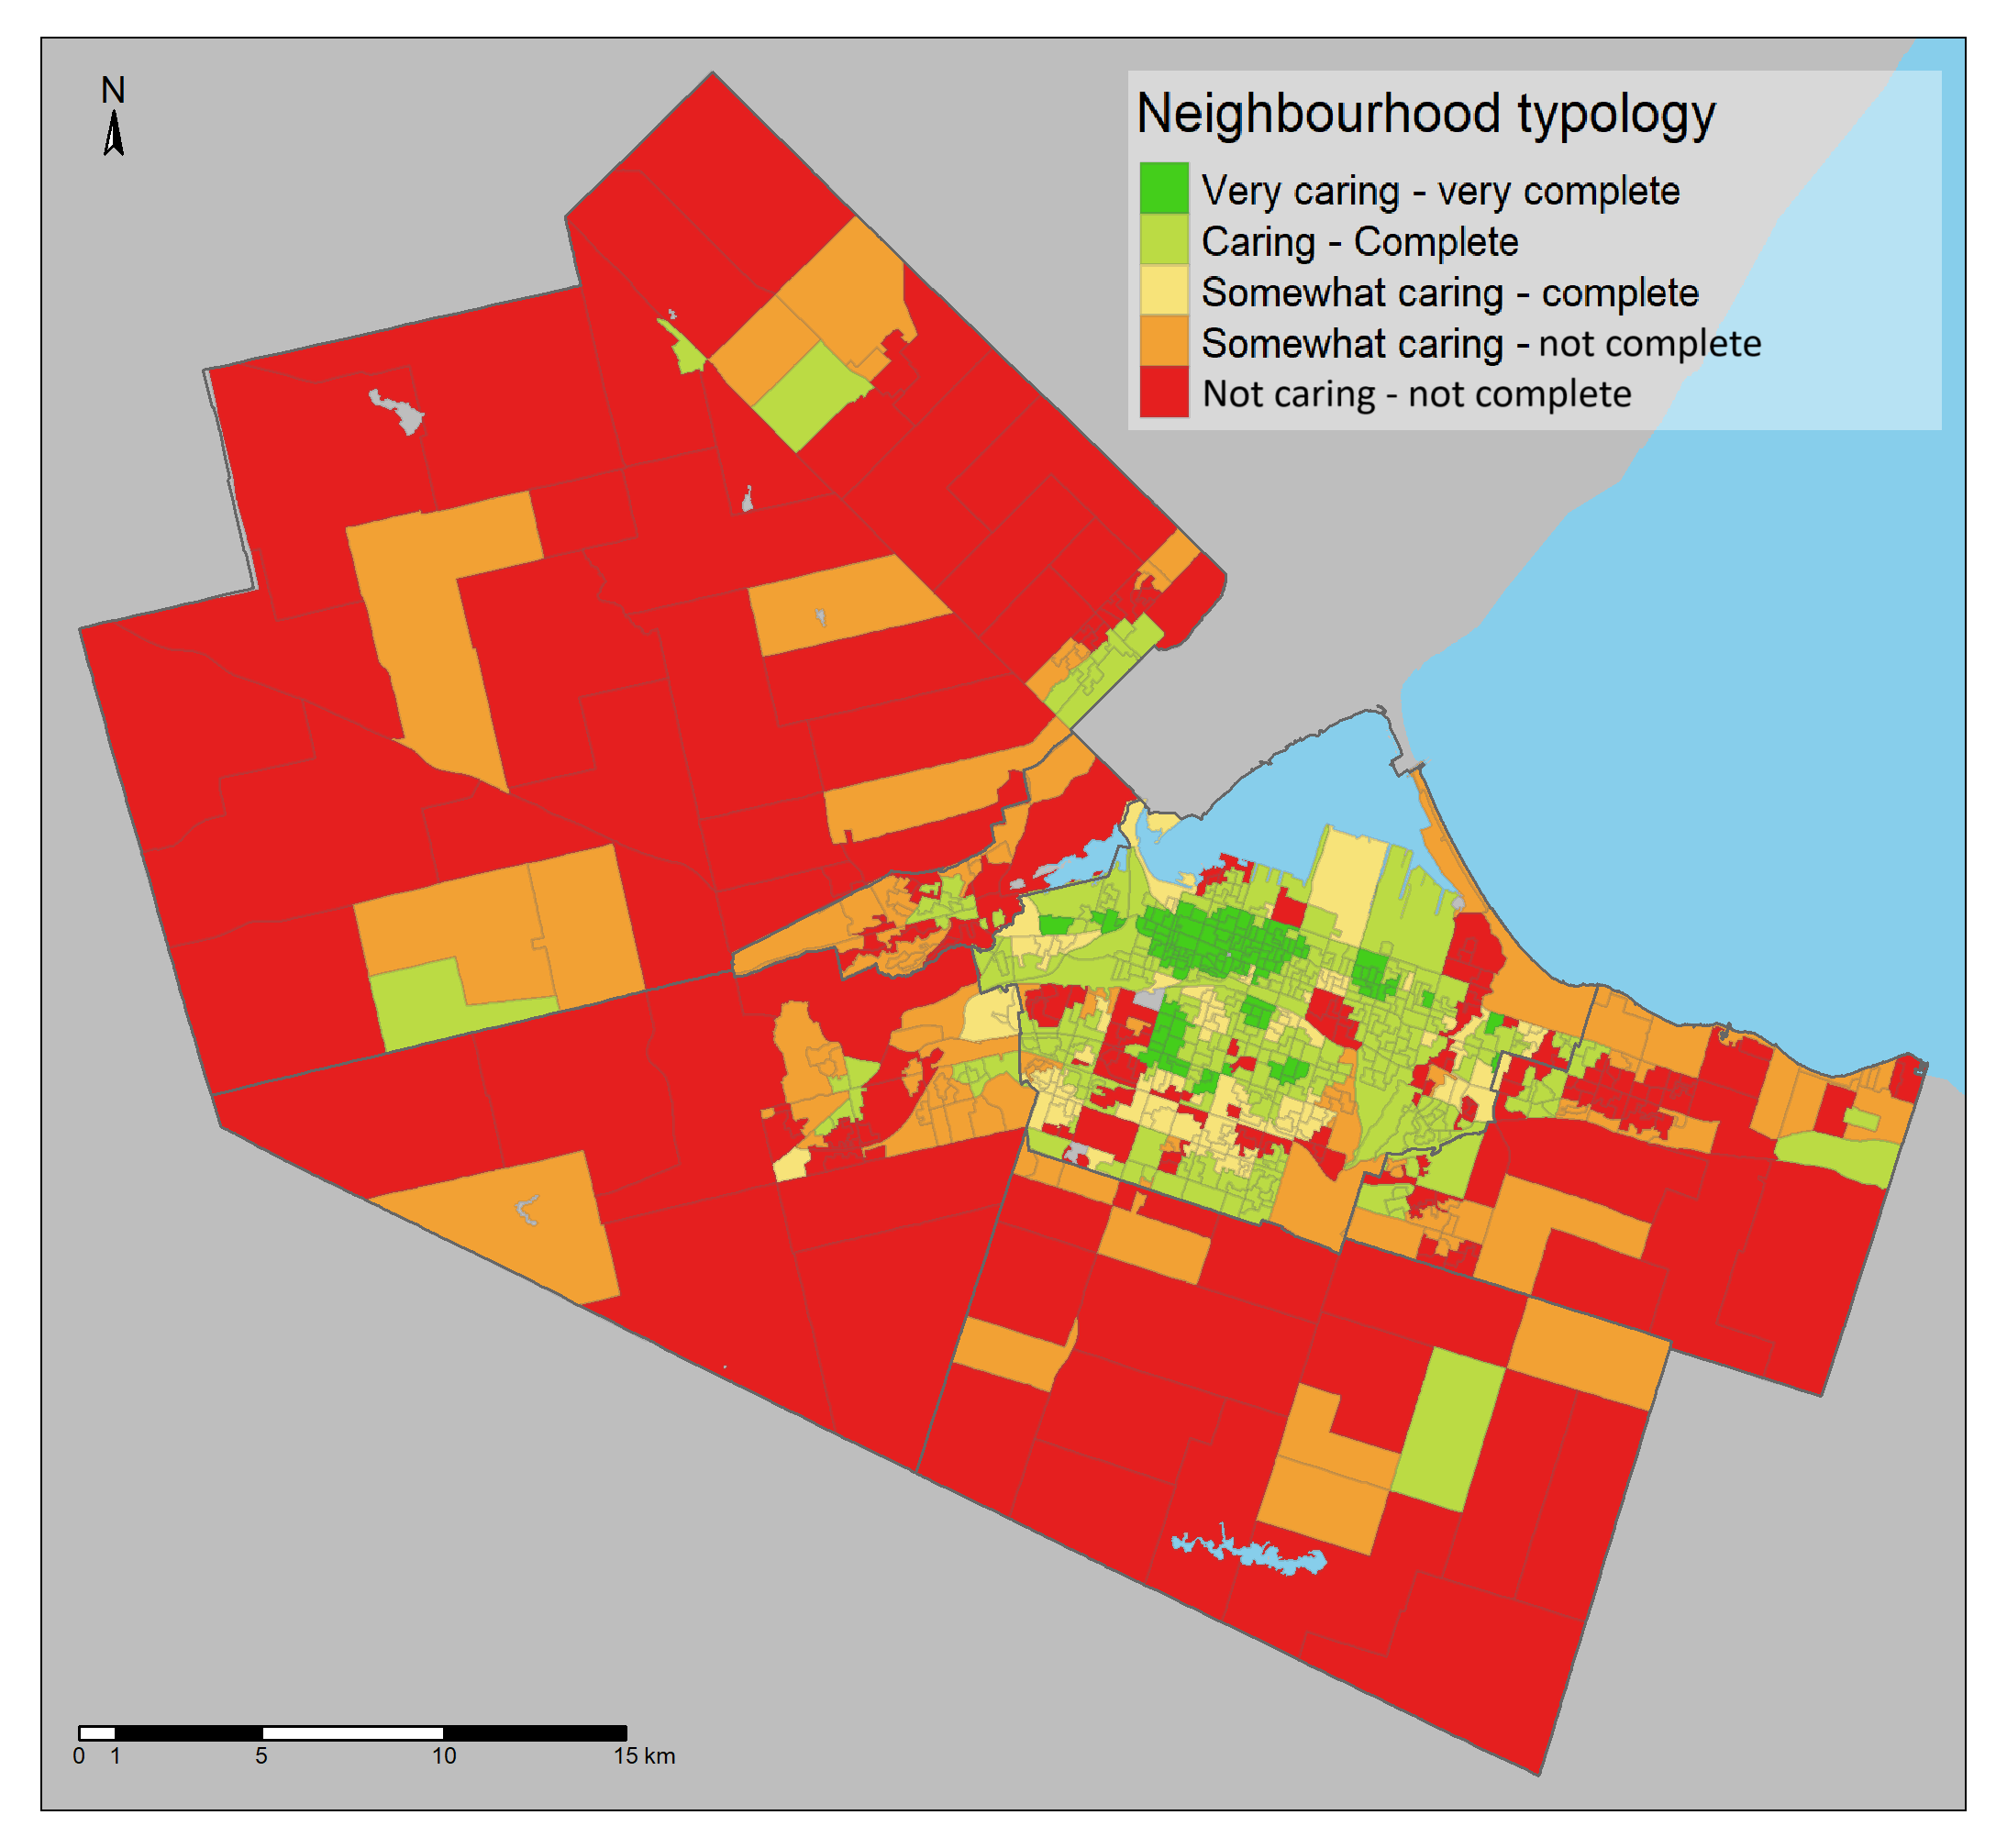 N
Neighbourhood typology
Very caring - very complete
Caring - Complete
Somewhat caring - complete
Somewhat caring - not complete
Not caring - not complete
0 1 5 10 15 km